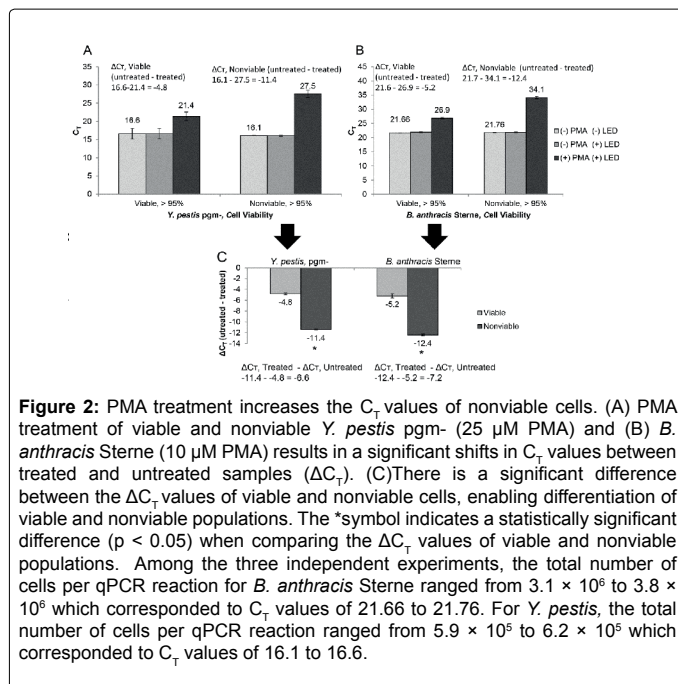 A
ΔCT, Viable
(untreated - treated)
16.6-21.4 = -4.8
ΔCT, Nonviable (untreated - treated)
16.1 - 27.5 = -11.4
35
30
25
20
15
10
5
0
CT
16.6
21.4
16.1
27.5
Viable, > 95%
Nonviable, > 95%
Y. pestis pgm-, Cell Viability
B
ΔCT, Viable
(untreated - treated)
21.6 - 26.9 = -5.2
ΔCT, Nonviable (untreated - treated)
21.7 - 34.1 = -12.4
45
40
35
30
25
20
15
10
5
0
CT
21.66
26.9
21.76
34.1
Viable, > 95%
Nonviable, > 95%
B. anthracis Sterne, Cell Viability
(-) PMA (-) LED
(-) PMA (+) LED
(+) PMA (+) LED
C
Y. pestis, pgm-
B. anthracis Sterne
0
-2
-4
-6
-8
-10
-12
-14
ΔCT (untreated - treated)
-4.8
-11.4
*
-5.2
-12.4
*
Viable
Nonviable
ΔCT, Treated - ΔCT, Untreated
-11.4 - -4.8 = -6.6
ΔCT, Treated - ΔCT, Untreated
-12.4 - -5.2 = -7.2
Figure 2: PMA treatment increases the CT values of nonviable cells. (A) PMA
treatment of viable and nonviable Y. pestis pgm- (25 µM PMA) and (B) B.
anthracis Sterne (10 µM PMA) results in a significant shifts in CT values between
treated and untreated samples (ΔCT). (C)There is a significant difference
between the ΔCT values of viable and nonviable cells, enabling differentiation of
viable and nonviable populations. The *symbol indicates a statistically significant
difference (p < 0.05) when comparing the ΔCT values of viable and nonviable
populations. Among the three independent experiments, the total number of
cells per qPCR reaction for B. anthracis Sterne ranged from 3.1 × 10⁶ to 3.8 ×
10⁶ which corresponded to CT values of 21.66 to 21.76. For Y. pestis, the total
number of cells per qPCR reaction ranged from 5.9 × 10⁵ to 6.2 × 10⁵ which
corresponded to CT values of 16.1 to 16.6.